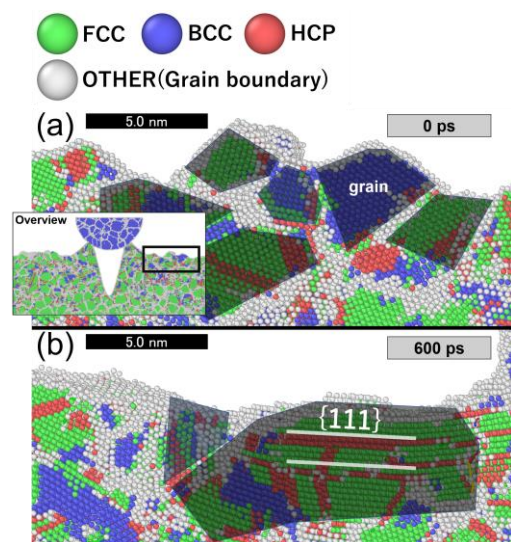 FCC BCC HCP
OTHER(Grain boundary)
(a) 5.0 nm 0 ps
grain
Overview
(b) 5.0 nm 600 ps
{111}